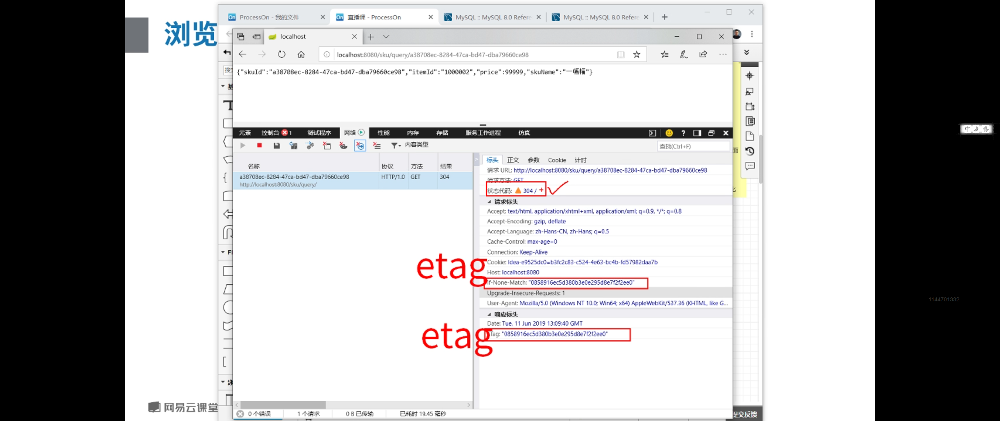 浏览
ProcessOn - 我的文件
直播课 - ProcessOn
MySQL :: MySQL 8.0 Refere
MySQL :: MySQL 8.0 Refere
localhost
localhost:8080/sku/query/a38708ec-8284-47ca-bd47-dba79660ce98
{"skuId":"a38708ec-8284-47ca-bd47-dba79660ce98","itemId":"1000002","price":99999,"skuName":"一幅幅"}
元素 控制台 1 调试程序 网络 性能 内存 存储 服务工作进程 仿真
内容类型
查找(Ctrl+F)
名称 协议 方法 结果
a38708ec-8284-47ca-bd47-dba79660ce98 HTTP/1.0 GET 304
http://localhost:8080/sku/query/
标头 正文 参数 Cookie 计时
请求 URL: http://localhost:8080/sku/query/a38708ec-8284-47ca-bd47-dba79660ce98
请求方法: GET
状态代码: 304 / +
请求标头
Accept: text/html, application/xhtml+xml, application/xml; q=0.9, */*; q=0.8
Accept-Encoding: gzip, deflate
Accept-Language: zh-Hans-CN, zh-Hans; q=0.5
Cache-Control: max-age=0
Connection: Keep-Alive
Cookie: Idea-e9525dc0=b3fc2c83-c524-4e63-bc4b-fd57982daa7b
Host: localhost:8080
etag
If-None-Match: "0858916ec5d380b3e0e295d8e7f2f2ee0"
Upgrade-Insecure-Requests: 1
User-Agent: Mozilla/5.0 (Windows NT 10.0; Win64; x64) AppleWebKit/537.36 (KHTML, like G...
响应标头
Date: Tue, 11 Jun 2019 13:09:40 GMT
etag
Tag: "0858916ec5d380b3e0e295d8e7f2f2ee0"
0 个错误 1 个请求 0 B 已传输 已耗时 19.45 毫秒
网易云课堂
提交反馈
中
1144701332